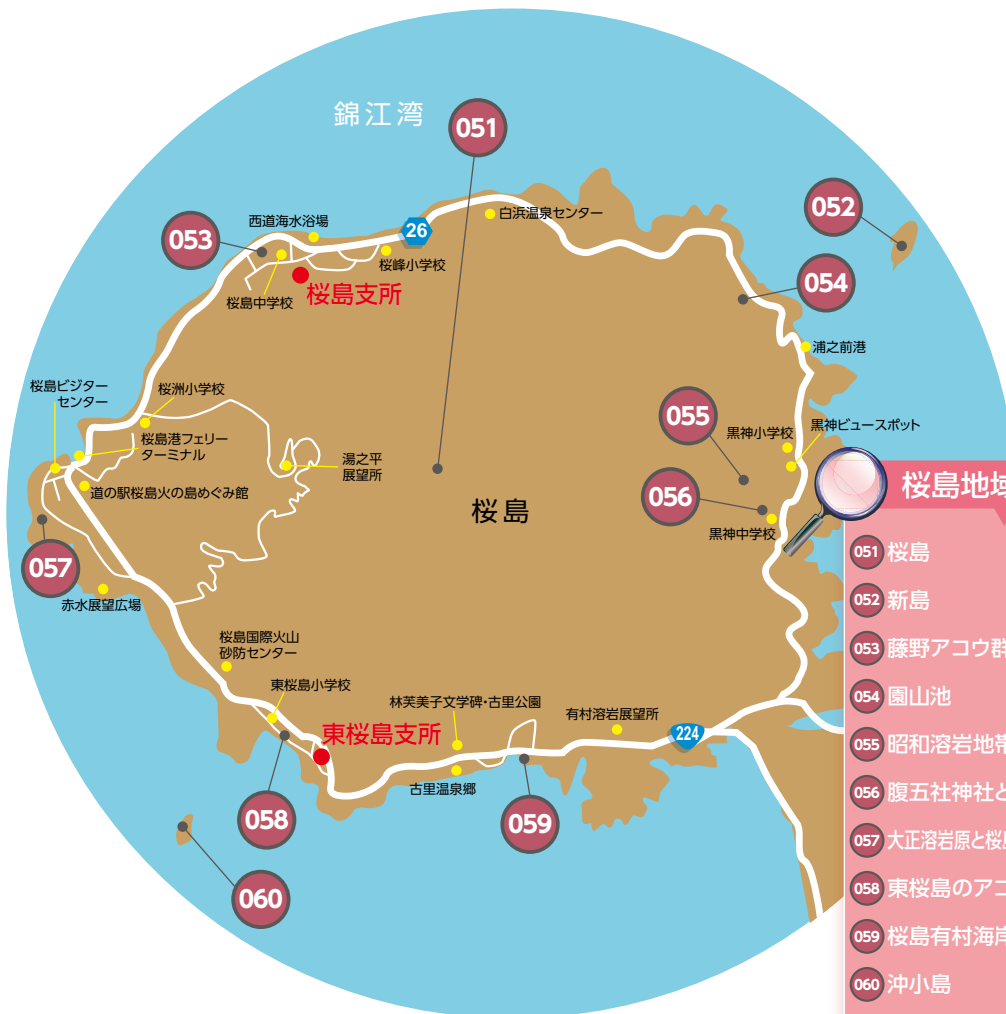 錦江湾
051
052
西道海水浴場
白浜温泉センター
053
26
桜峰小学校
桜島中学校
桜島支所
054
浦之前港
桜島ビジター
センター
桜洲小学校
桜島港フェリー
ターミナル
湯之平
展望所
道の駅桜島火の島めぐみ館
055
黒神小学校
黒神ビュースポット
056
黒神中学校
桜島
057
赤水展望広場
桜島国際火山
砂防センター
東桜島小学校
東桜島支所
林芙美子文学碑・古里公園
有村溶岩展望所
224
古里温泉郷
058
059
060
桜島地域
051 桜島
052 新島
053 藤野アコウ群
054 園山池
055 昭和溶岩地帯
056 腹五社神社と
057 大正溶岩原と桜島
058 東桜島のアコ
059 桜島有村海岸
060 沖小島